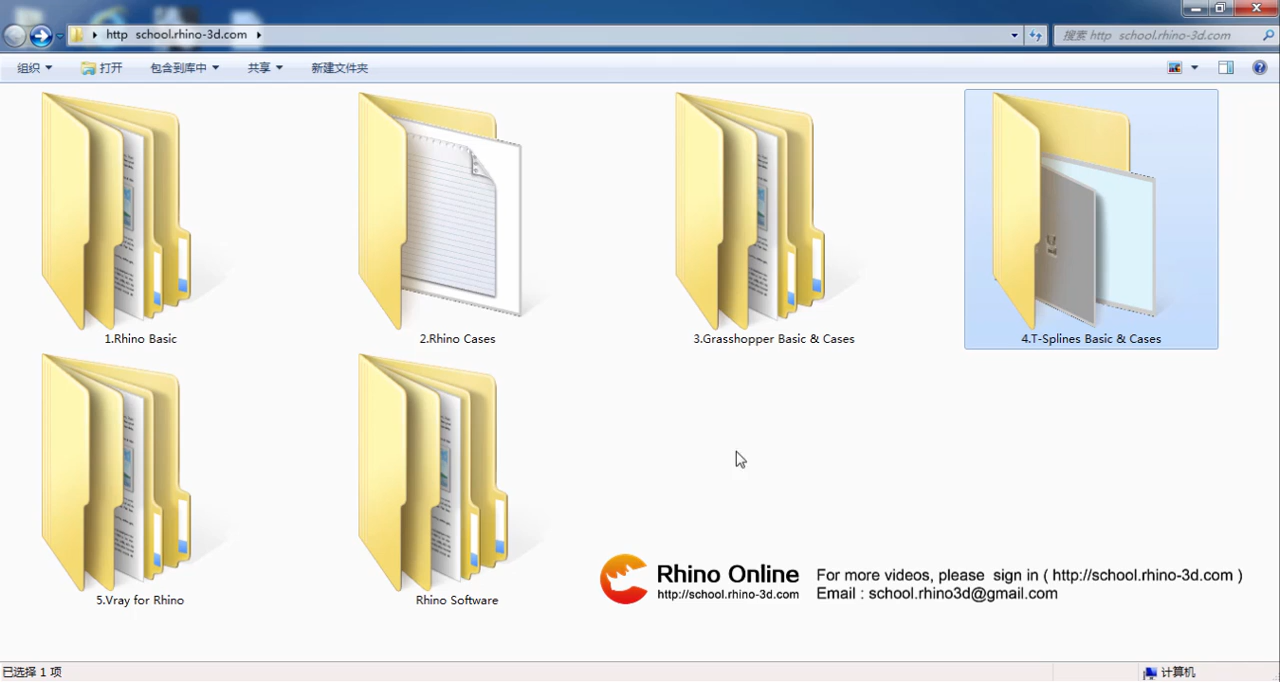 http school.rhino-3d.com
搜索 http school.rhino-3d.com
组织 打开 包含到库中 共享 新建文件夹
1.Rhino Basic
2.Rhino Cases
3.Grasshopper Basic & Cases
4.T-Splines Basic & Cases
5.Vray for Rhino
Rhino Software
Rhino Online
http://school.rhino-3d.com
For more videos, please sign in ( http://school.rhino-3d.com )
Email : school.rhino3d@gmail.com
已选择 1 项
计算机